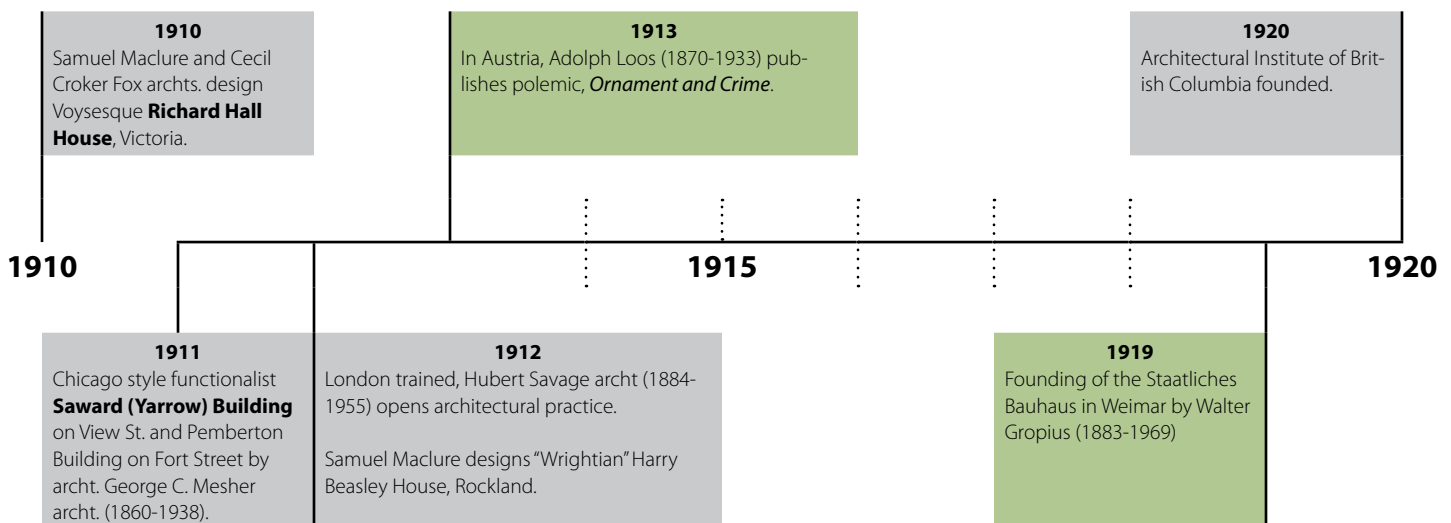 1910
Samuel Maclure and Cecil
Croker Fox archts. design
Voysesque Richard Hall
House, Victoria.
1913
In Austria, Adolph Loos (1870-1933) pub-
lishes polemic, Ornament and Crime.
1920
Architectural Institute of Brit-
ish Columbia founded.
1910
1915
1920
1911
Chicago style functionalist
Saward (Yarrow) Building
on View St. and Pemberton
Building on Fort Street by
archt. George C. Mesher
archt. (1860-1938).
1912
London trained, Hubert Savage archt (1884-
1955) opens architectural practice.
Samuel Maclure designs “Wrightian” Harry
Beasley House, Rockland.
1919
Founding of the Staatliches
Bauhaus in Weimar by Walter
Gropius (1883-1969)